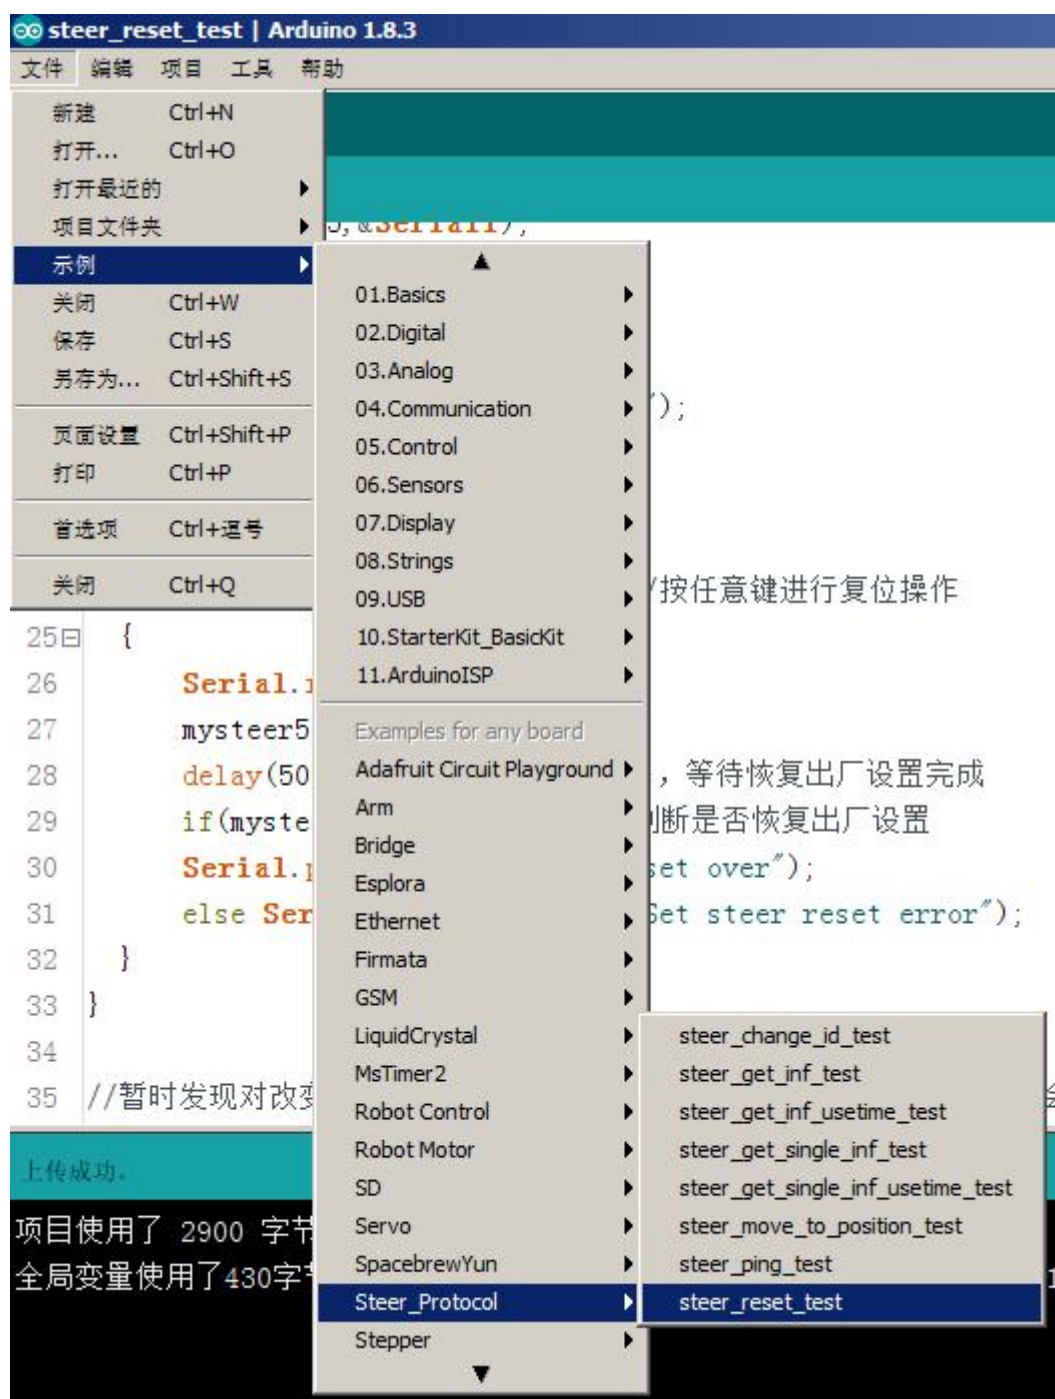 steer_reset_test | Arduino 1.8.3
文件 编辑 项目 工具 帮助
新建 Ctrl+N
打开... Ctrl+O
打开最近的
项目文件夹
示例
关闭 Ctrl+W
保存 Ctrl+S
另存为... Ctrl+Shift+S
页面设置 Ctrl+Shift+P
打印 Ctrl+P
首选项 Ctrl+逗号
关闭 Ctrl+Q
01.Basics
02.Digital
03.Analog
04.Communication
05.Control
06.Sensors
07.Display
08.Strings
09.USB
10.StarterKit_BasicKit
11.ArduinoISP
Examples for any board
Adafruit Circuit Playground
Arm
Bridge
Esplora
Ethernet
Firmata
GSM
LiquidCrystal
MsTimer2
Robot Control
Robot Motor
SD
Servo
SpacebrewYun
Steer_Protocol
Stepper
steer_change_id_test
steer_get_inf_test
steer_get_inf_usetime_test
steer_get_single_inf_test
steer_get_single_inf_usetime_test
steer_move_to_position_test
steer_ping_test
steer_reset_test
,&Serial1);
");
/按任意键进行复位操作
25 {
26 Serial.
27 mysteer5
28 delay(50 ，等待恢复出厂设置完成
29 if(myste 判断是否恢复出厂设置
30 Serial. set over");
31 else Ser Set steer reset error");
32 }
33 }
34
35 //暂时发现对改变
上传成功。
项目使用了 2900 字节
全局变量使用了430字节